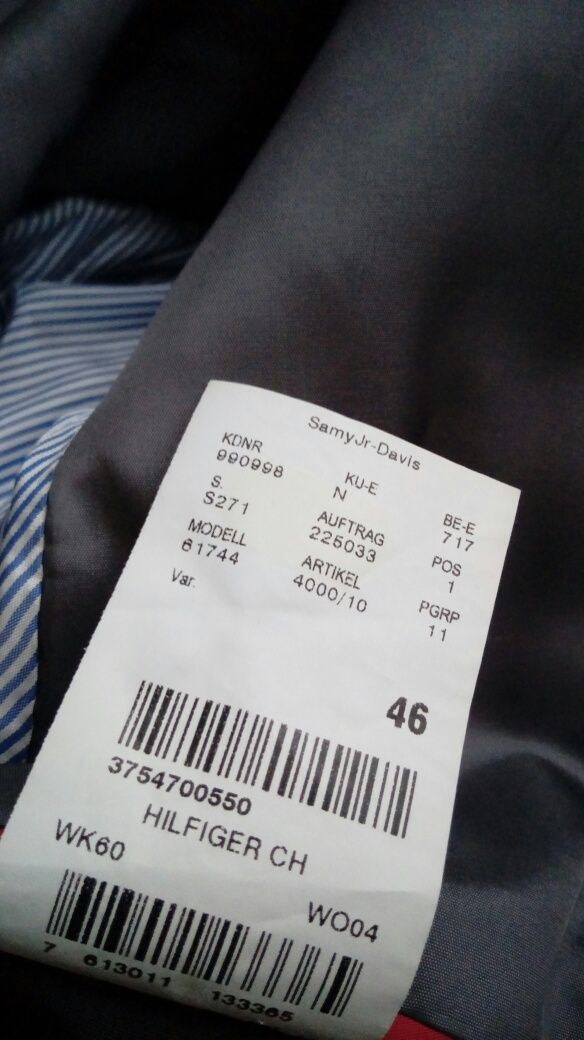 SamyJr-Davis
KDNR KU-E BE-E
990998 N 717
S. AUFTRAG POS
S271 225033 1
MODELL ARTIKEL PGRP
61744 4000/10 11
Var.
46
3754700550
HILFIGER CH
WK60 WO04
7 613011 133365